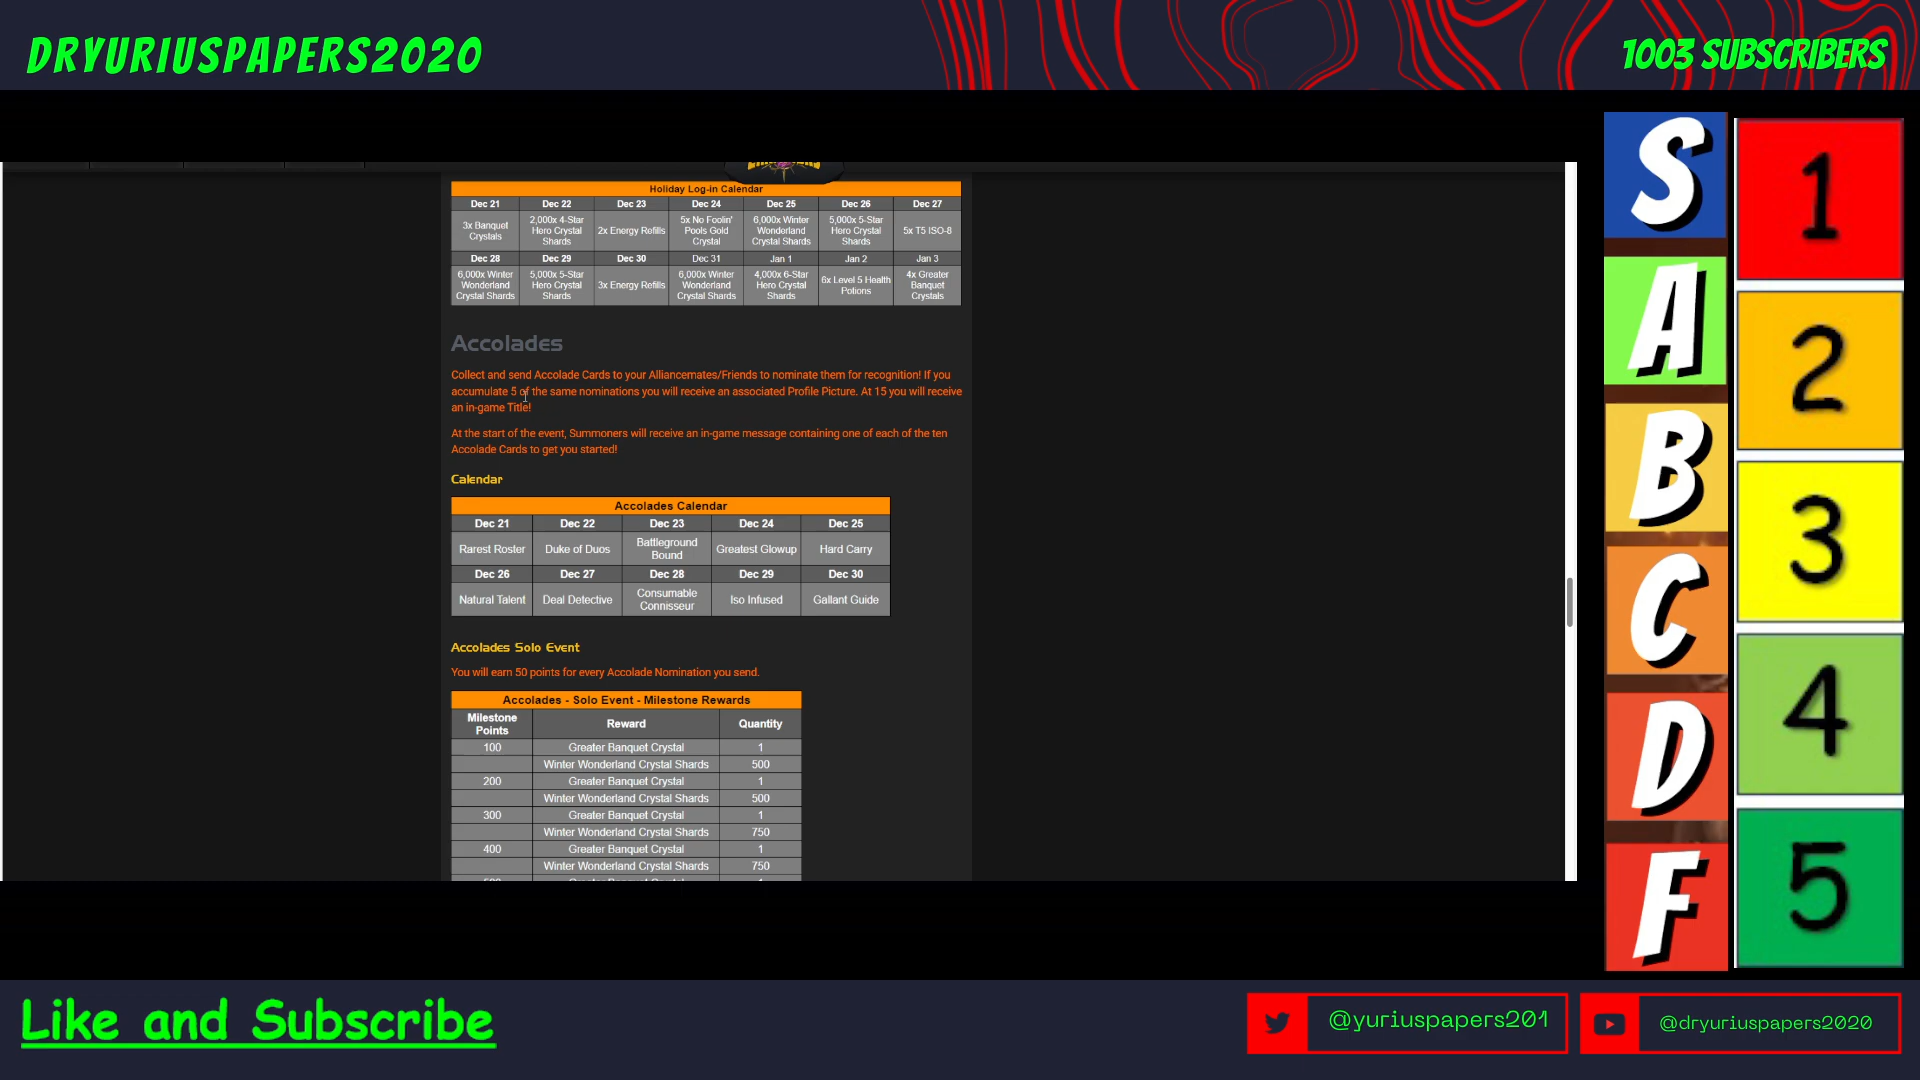 DRYURIUSPAPERS2020
1003 SUBSCRIBERS
Holiday Log-in Calendar
Dec 21 Dec 22 Dec 23 Dec 24 Dec 25 Dec 26 Dec 27
3x Banquet Crystals
2,000x 4-Star Hero Crystal Shards
2x Energy Refills
5x No Foolin' Pools Gold Crystal
6,000x Winter Wonderland Crystal Shards
5,000x 5-Star Hero Crystal Shards
5x T5 ISO-8
Dec 28 Dec 29 Dec 30 Dec 31 Jan 1 Jan 2 Jan 3
6,000x Winter Wonderland Crystal Shards
5,000x 5-Star Hero Crystal Shards
3x Energy Refills
6,000x Winter Wonderland Crystal Shards
4,000x 6-Star Hero Crystal Shards
6x Level 5 Health Potions
4x Greater Banquet Crystals
Accolades
Collect and send Accolade Cards to your Alliancemates/Friends to nominate them for recognition! If you
accumulate 5 of the same nominations you will receive an associated Profile Picture. At 15 you will receive
an in-game Title!
At the start of the event, Summoners will receive an in-game message containing one of each of the ten
Accolade Cards to get you started!
Calendar
Accolades Calendar
Dec 21 Dec 22 Dec 23 Dec 24 Dec 25
Rarest Roster Duke of Duos Battleground Bound Greatest Glowup Hard Carry
Dec 26 Dec 27 Dec 28 Dec 29 Dec 30
Natural Talent Deal Detective Consumable Connisseur Iso Infused Gallant Guide
Accolades Solo Event
You will earn 50 points for every Accolade Nomination you send.
Accolades - Solo Event - Milestone Rewards
Milestone Points Reward Quantity
100 Greater Banquet Crystal 1
Winter Wonderland Crystal Shards 500
200 Greater Banquet Crystal 1
Winter Wonderland Crystal Shards 500
300 Greater Banquet Crystal 1
Winter Wonderland Crystal Shards 750
400 Greater Banquet Crystal 1
Winter Wonderland Crystal Shards 750
S
A
B
C
D
F
1
2
3
4
5
Like and Subscribe
@yuriuspapers201
@dryuriuspapers2020